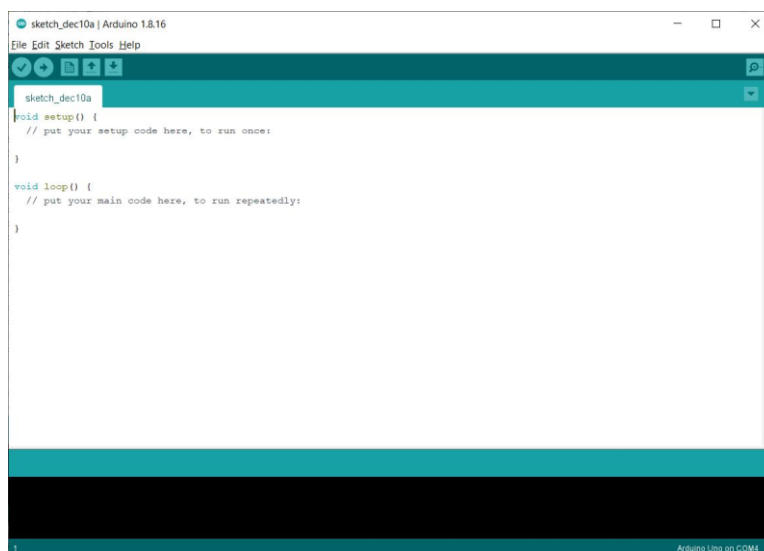 sketch_dec10a | Arduino 1.8.16
File Edit Sketch Tools Help
sketch_dec10a
void setup() {
  // put your setup code here, to run once:
}
void loop() {
  // put your main code here, to run repeatedly:
}
1
Arduino Uno on COM4